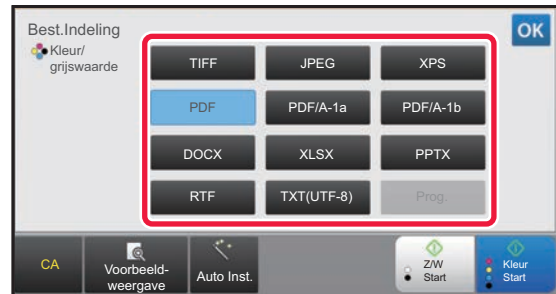 Best.Indeling
OK
Kleur/
grijswaarde
TIFF
JPEG
XPS
PDF
PDF/A-1a
PDF/A-1b
DOCX
XLSX
PPTX
RTF
TXT(UTF-8)
Prog.
CA
Voorbeeld-
weergave
Auto Inst.
Z/W
Start
Kleur
Start